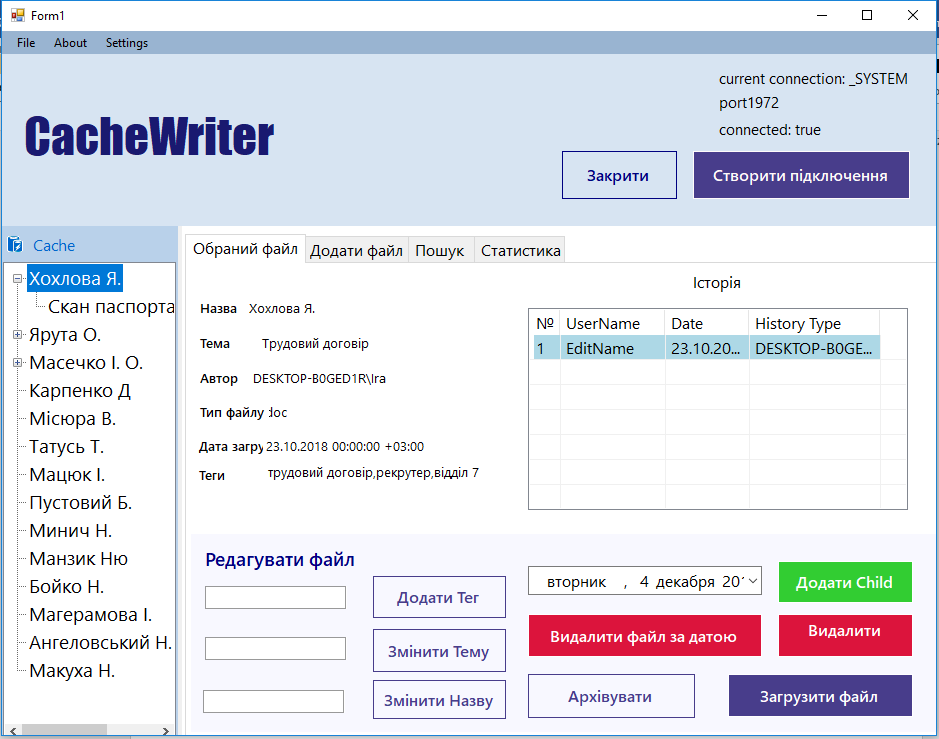 Form1
File About Settings
current connection: _SYSTEM
port1972
connected: true
CacheWriter
Закрити
Створити підключення
Cache
Хохлова Я.
Скан паспорта
Ярута О.
Масечко І. О.
Карпенко Д
Місюра В.
Татусь Т.
Мацюк І.
Пустовий Б.
Минич Н.
Манзик Ню
Бойко Н.
Магерамова І.
Ангеловський Н.
Макуха Н.
Обраний файл Додати файл Пошук Статистика
Назва Хохлова Я.
Тема Трудовий договір
Автор DESKTOP-B0GED1R\Ira
Тип файлу doc
Дата загру 23.10.2018 00:00:00 +03:00
Теги трудовий договір,рекрутер,відділ 7
Історія
№ UserName Date History Type
1 EditName 23.10.20... DESKTOP-B0GE...
Редагувати файл
Додати Тег
Змінити Тему
Змінити Назву
вторник , 4 декабря 201
Додати Child
Видалити файл за датою
Видалити
Архівувати
Загрузити файл